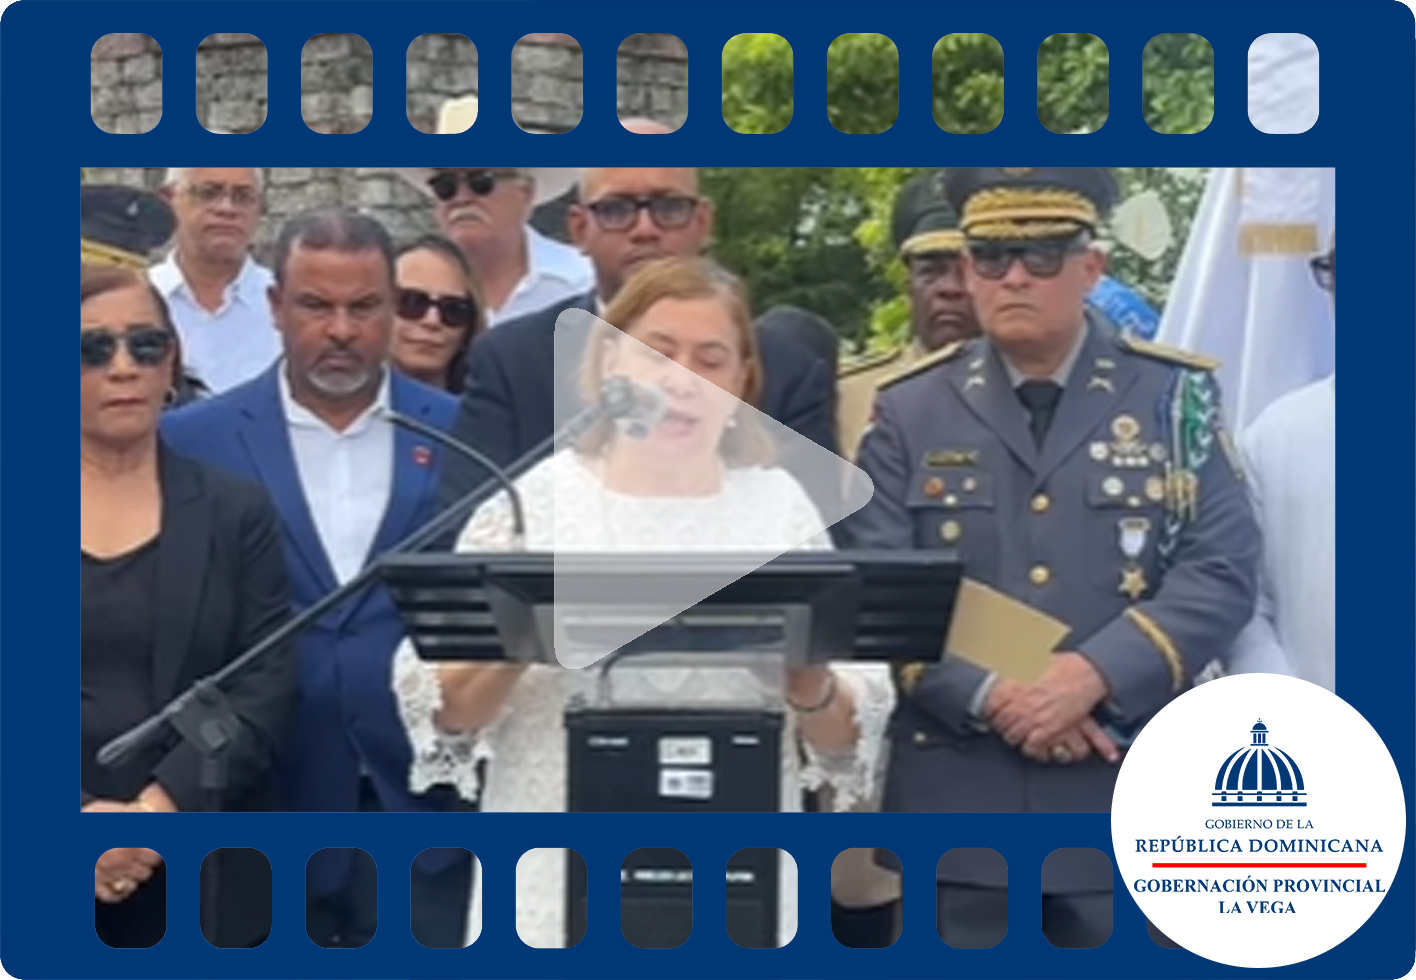 GOBIERNO DE LA
REPÚBLICA DOMINICANA
GOBERNACIÓN PROVINCIAL
LA VEGA